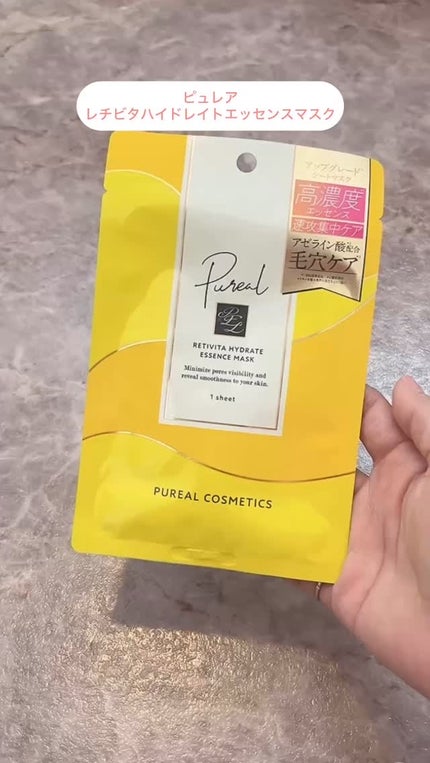 ピュレア
レチビタハイドレイトエッセンスマスク
アップグレード
シートマスク
高濃度
エッセンス
速攻集中ケア
アゼライン酸配合
毛穴ケア
Pureal
RETIVITA HYDRATE
ESSENCE MASK
Minimize pores visibility and
reveal smoothness to your skin.
1 sheet
PUREAL COSMETICS